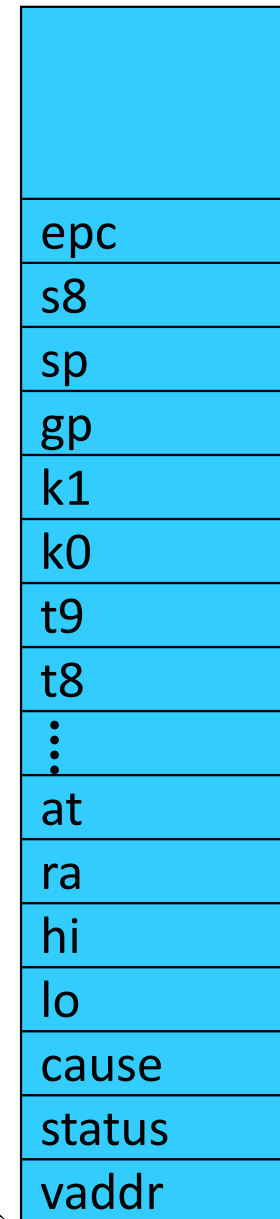 epc
s8
sp
gp
k1
k0
t9
t8
⋮
at
ra
hi
lo
cause
status
vaddr